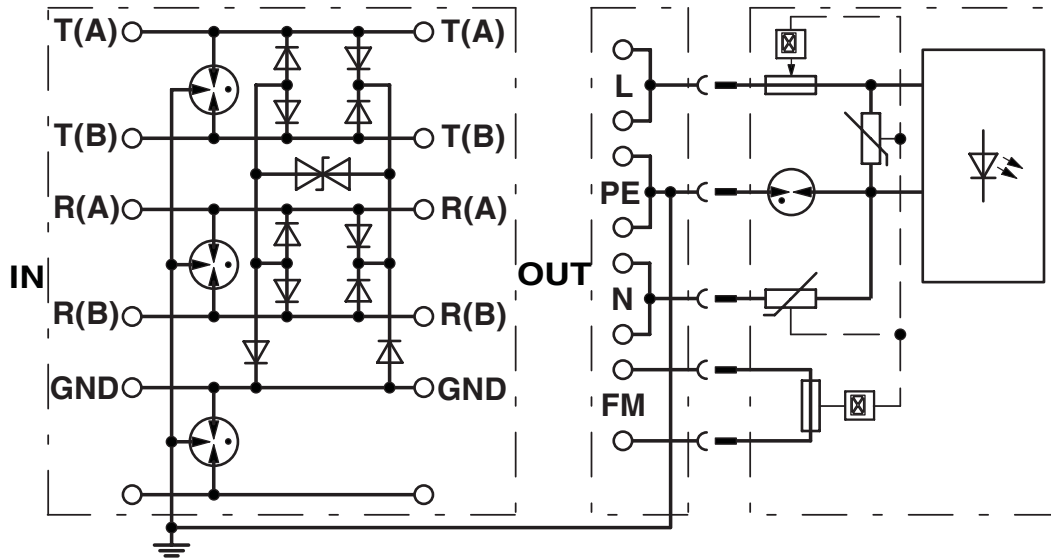 T(A) T(A)
T(B) T(B)
R(A) R(A)
IN OUT
R(B) R(B)
GND GND
L
PE
N
FM